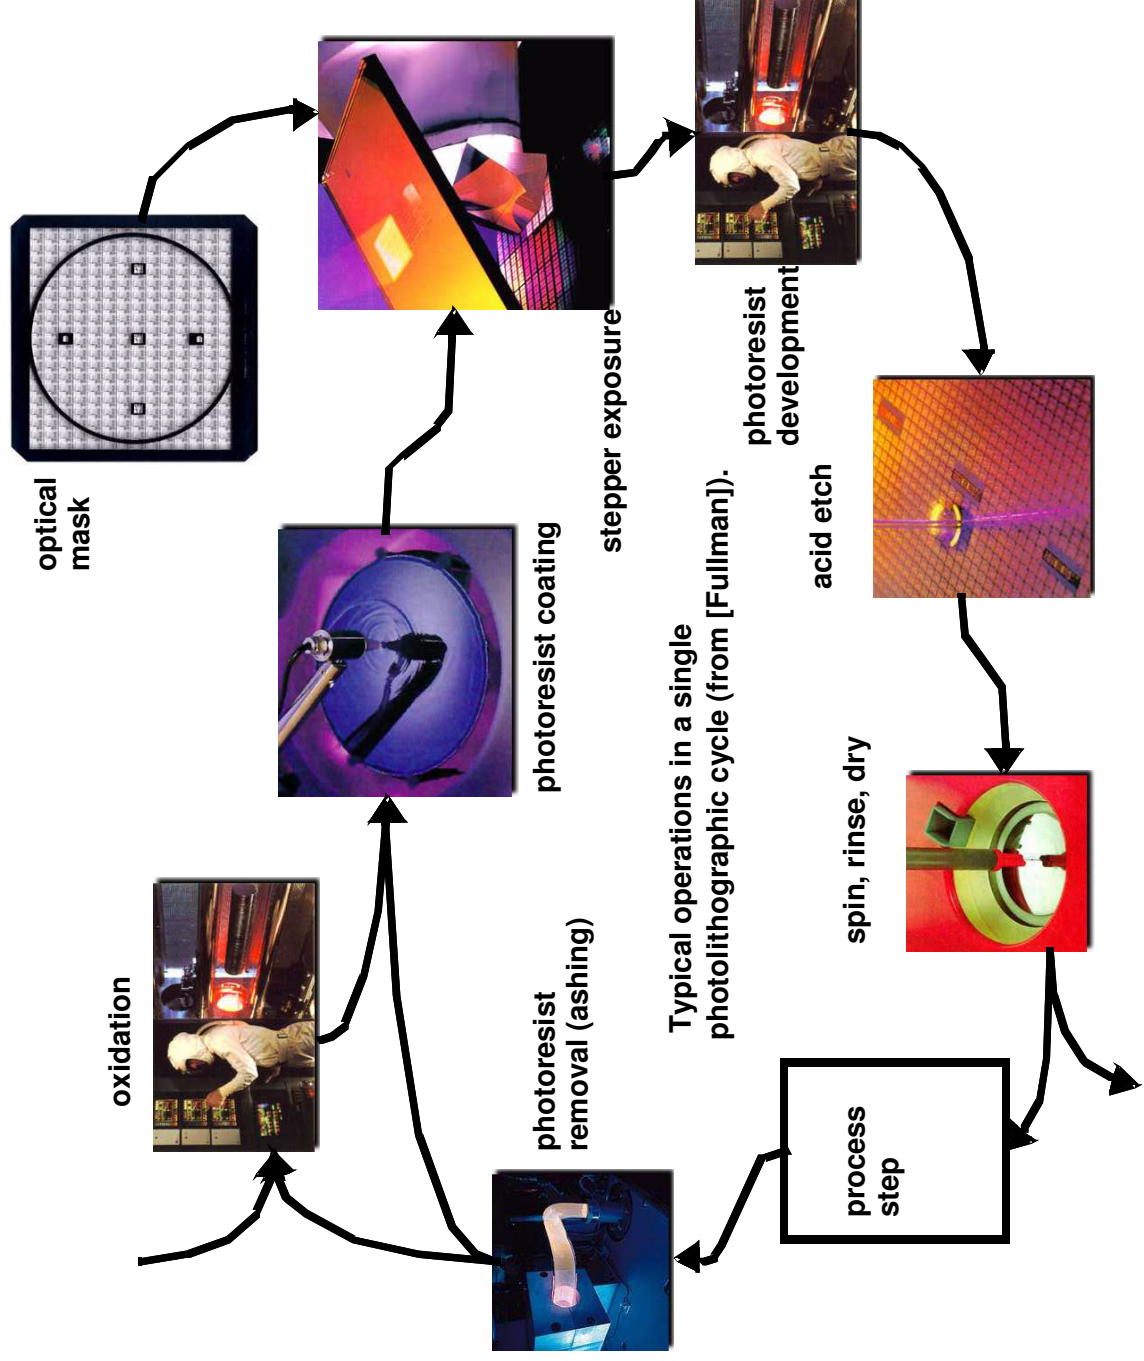 optical
mask
oxidation
photoresist coating
stepper exposure
photoresist
removal (ashing)
Typical operations in a single
photolithographic cycle (from [Fullman]).
photoresist
development
acid etch
spin, rinse, dry
process
step